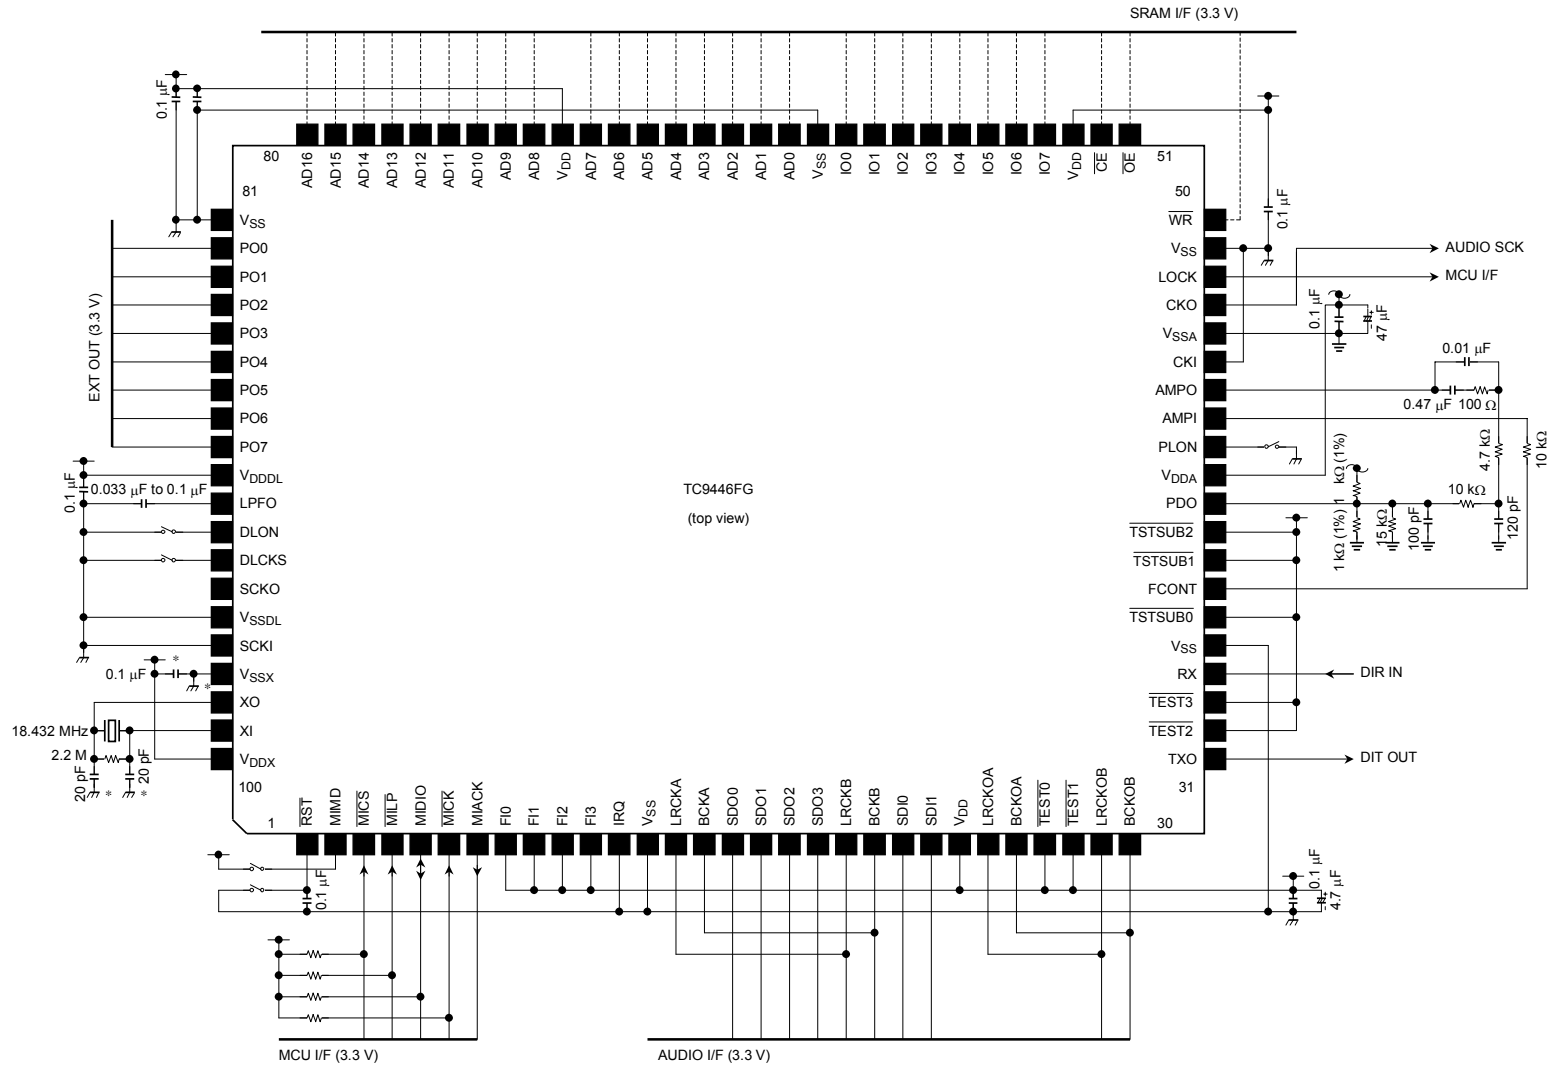 SRAM I/F (3.3 V)
0.1 μF
80
AD16
AD15
AD14
AD13
AD12
AD11
AD10
AD9
AD8
VDD
AD7
AD6
AD5
AD4
AD3
AD2
AD1
AD0
VSS
IO0
IO1
IO2
IO3
IO4
IO5
IO6
IO7
VDD
CE
OE
51
81
50
0.1 μF
VSS
PO0
PO1
PO2
PO3
PO4
PO5
PO6
PO7
VDDDL
LPFO
DLON
DLCKS
SCKO
VSSDL
SCKI
VSSX
XO
XI
VDDX
100
EXT OUT (3.3 V)
0.1 μF
0.033 μF to 0.1 μF
0.1 μF
*
*
18.432 MHz
2.2 M
20 pF
*
20 pF
*
TC9446FG
(top view)
WR
VSS
LOCK
CKO
VSSA
CKI
AMPO
AMPI
PLON
VDDA
PDO
TSTSUB2
TSTSUB1
FCONT
TSTSUB0
VSS
RX
TEST3
TEST2
TXO
31
AUDIO SCK
MCU I/F
0.1 μF
47 μF
0.01 μF
0.47 μF
100 Ω
4.7 kΩ
10 kΩ
1 kΩ (1%)
1 kΩ (1%)
15 kΩ
100 pF
10 kΩ
120 pF
DIR IN
DIT OUT
1
RST
MIMD
MICS
MILP
MIDIO
MICK
MIACK
FI0
FI1
FI2
FI3
IRQ
VSS
LRCKA
BCKA
SDO0
SDO1
SDO2
SDO3
LRCKB
BCKB
SDI0
SDI1
VDD
LRCKOA
BCKOA
TEST0
TEST1
LRCKOB
BCKOB
30
0.1 μF
0.1 μF
4.7 μF
MCU I/F (3.3 V)
AUDIO I/F (3.3 V)